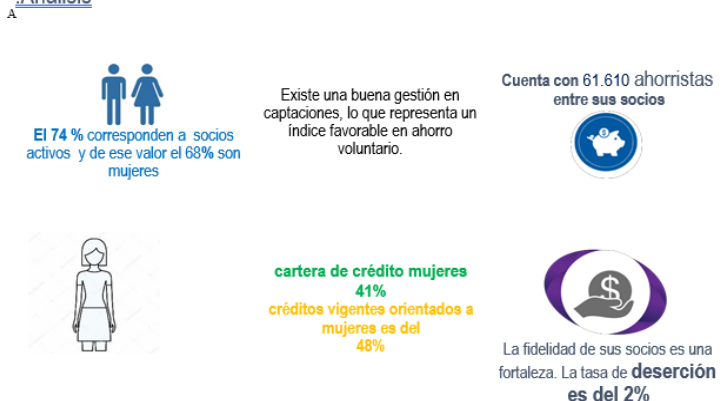 .Análisis
A
El 74 % corresponden a socios
activos y de ese valor el 68% son
mujeres
Existe una buena gestión en
captaciones, lo que representa un
índice favorable en ahorro
voluntario.
Cuenta con 61.610 ahorristas
entre sus socios
cartera de crédito mujeres
41%
créditos vigentes orientados a
mujeres es del
48%
La fidelidad de sus socios es una
fortaleza. La tasa de deserción
es del 2%